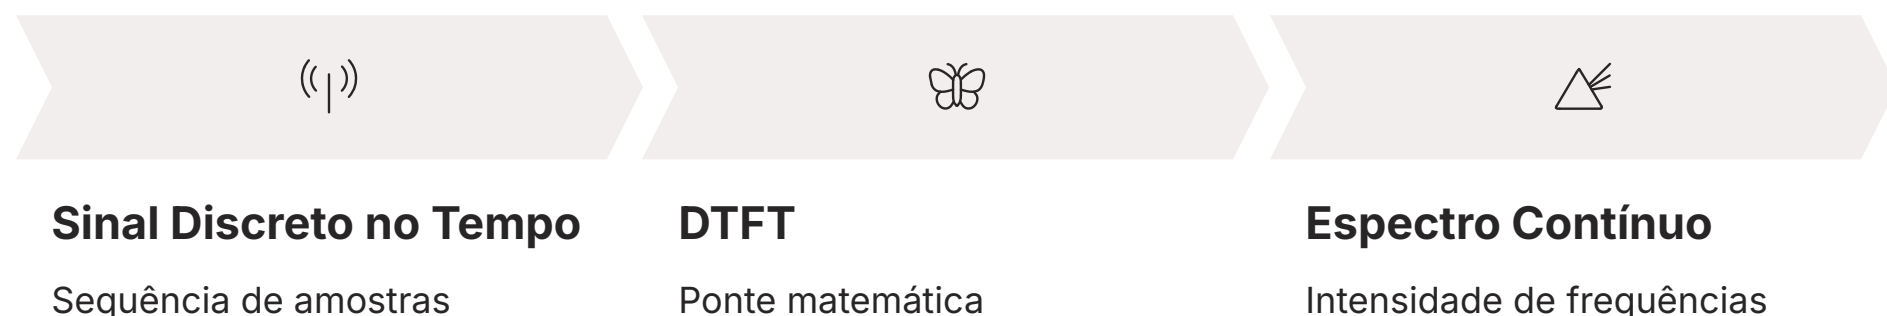 Sinal Discreto no Tempo
DTFT
Espectro Contínuo
Sequência de amostras
Ponte matemática
Intensidade de frequências